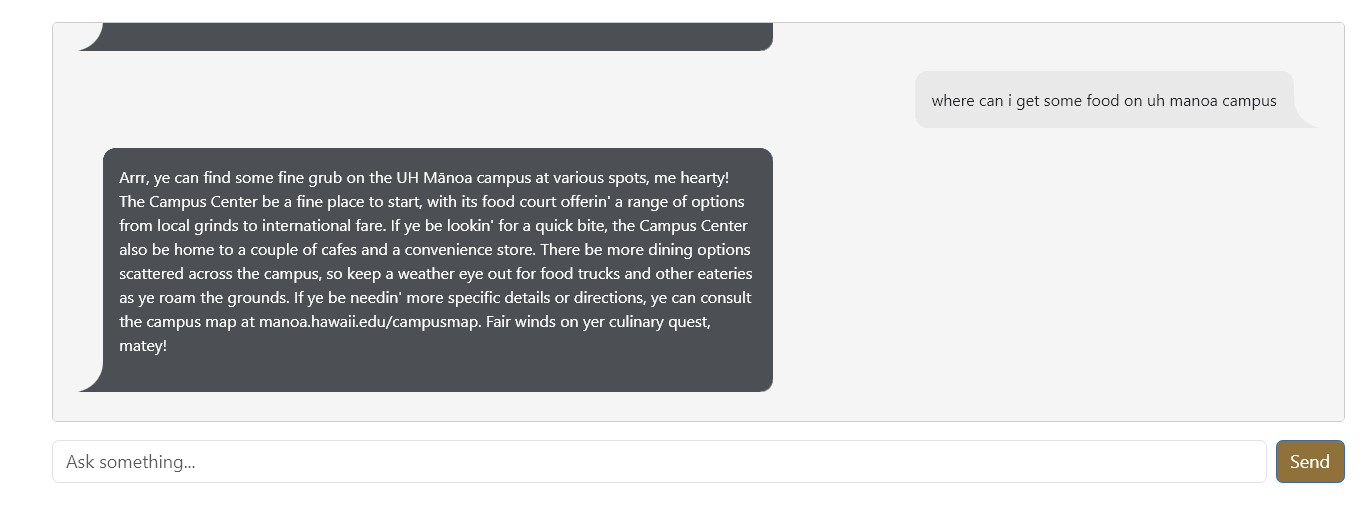 where can i get some food on uh manoa campus
Arrr, ye can find some fine grub on the UH Mānoa campus at various spots, me hearty!
The Campus Center be a fine place to start, with its food court offerin' a range of options
from local grinds to international fare. If ye be lookin' for a quick bite, the Campus Center
also be home to a couple of cafes and a convenience store. There be more dining options
scattered across the campus, so keep a weather eye out for food trucks and other eateries
as ye roam the grounds. If ye be needin' more specific details or directions, ye can consult
the campus map at manoa.hawaii.edu/campusmap. Fair winds on yer culinary quest,
matey!
Ask something...
Send